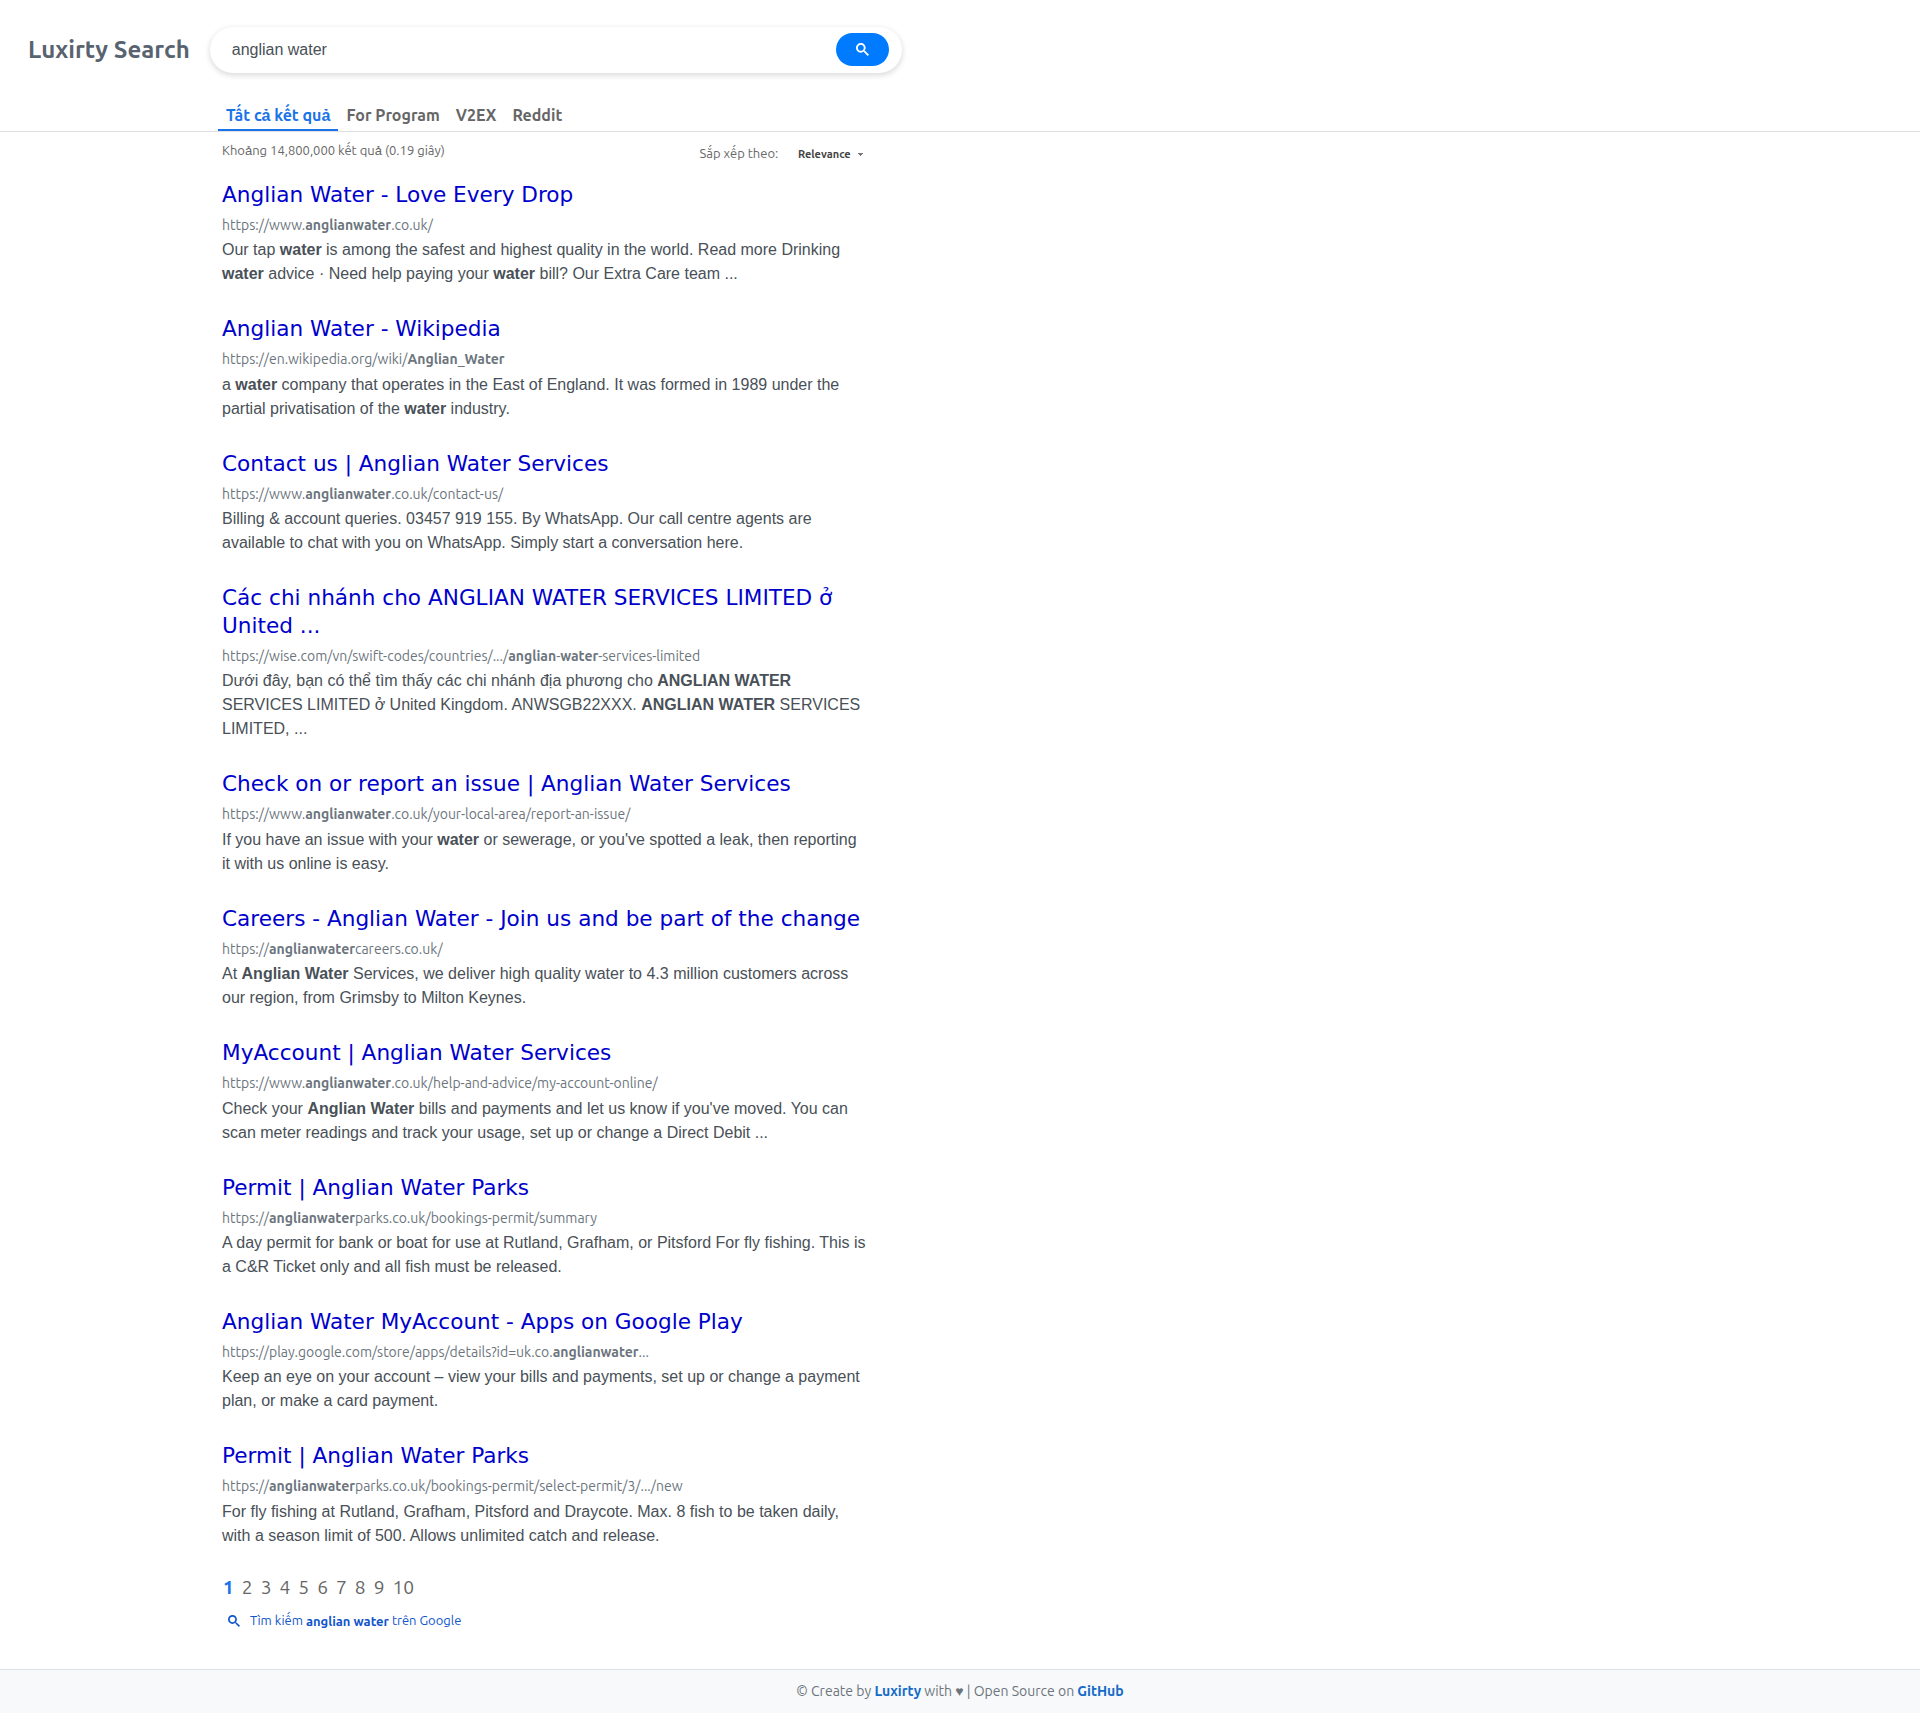 Luxirty Search
anglian water
Tất cả kết quả For Program V2EX Reddit
Khoảng 14,800,000 kết quả (0.19 giây)
Sắp xếp theo: Relevance
Anglian Water - Love Every Drop
https://www.anglianwater.co.uk/
Our tap water is among the safest and highest quality in the world. Read more Drinking
water advice · Need help paying your water bill? Our Extra Care team ...
Anglian Water - Wikipedia
https://en.wikipedia.org/wiki/Anglian_Water
a water company that operates in the East of England. It was formed in 1989 under the
partial privatisation of the water industry.
Contact us | Anglian Water Services
https://www.anglianwater.co.uk/contact-us/
Billing & account queries. 03457 919 155. By WhatsApp. Our call centre agents are
available to chat with you on WhatsApp. Simply start a conversation here.
Các chi nhánh cho ANGLIAN WATER SERVICES LIMITED ở
United ...
https://wise.com/vn/swift-codes/countries/.../anglian-water-services-limited
Dưới đây, bạn có thể tìm thấy các chi nhánh địa phương cho ANGLIAN WATER
SERVICES LIMITED ở United Kingdom. ANWSGB22XXX. ANGLIAN WATER SERVICES
LIMITED, ...
Check on or report an issue | Anglian Water Services
https://www.anglianwater.co.uk/your-local-area/report-an-issue/
If you have an issue with your water or sewerage, or you've spotted a leak, then reporting
it with us online is easy.
Careers - Anglian Water - Join us and be part of the change
https://anglianwatercareers.co.uk/
At Anglian Water Services, we deliver high quality water to 4.3 million customers across
our region, from Grimsby to Milton Keynes.
MyAccount | Anglian Water Services
https://www.anglianwater.co.uk/help-and-advice/my-account-online/
Check your Anglian Water bills and payments and let us know if you've moved. You can
scan meter readings and track your usage, set up or change a Direct Debit ...
Permit | Anglian Water Parks
https://anglianwaterparks.co.uk/bookings-permit/summary
A day permit for bank or boat for use at Rutland, Grafham, or Pitsford For fly fishing. This is
a C&R Ticket only and all fish must be released.
Anglian Water MyAccount - Apps on Google Play
https://play.google.com/store/apps/details?id=uk.co.anglianwater...
Keep an eye on your account – view your bills and payments, set up or change a payment
plan, or make a card payment.
Permit | Anglian Water Parks
https://anglianwaterparks.co.uk/bookings-permit/select-permit/3/.../new
For fly fishing at Rutland, Grafham, Pitsford and Draycote. Max. 8 fish to be taken daily,
with a season limit of 500. Allows unlimited catch and release.
1 2 3 4 5 6 7 8 9 10
Tìm kiếm anglian water trên Google
© Create by Luxirty with ♥ | Open Source on GitHub